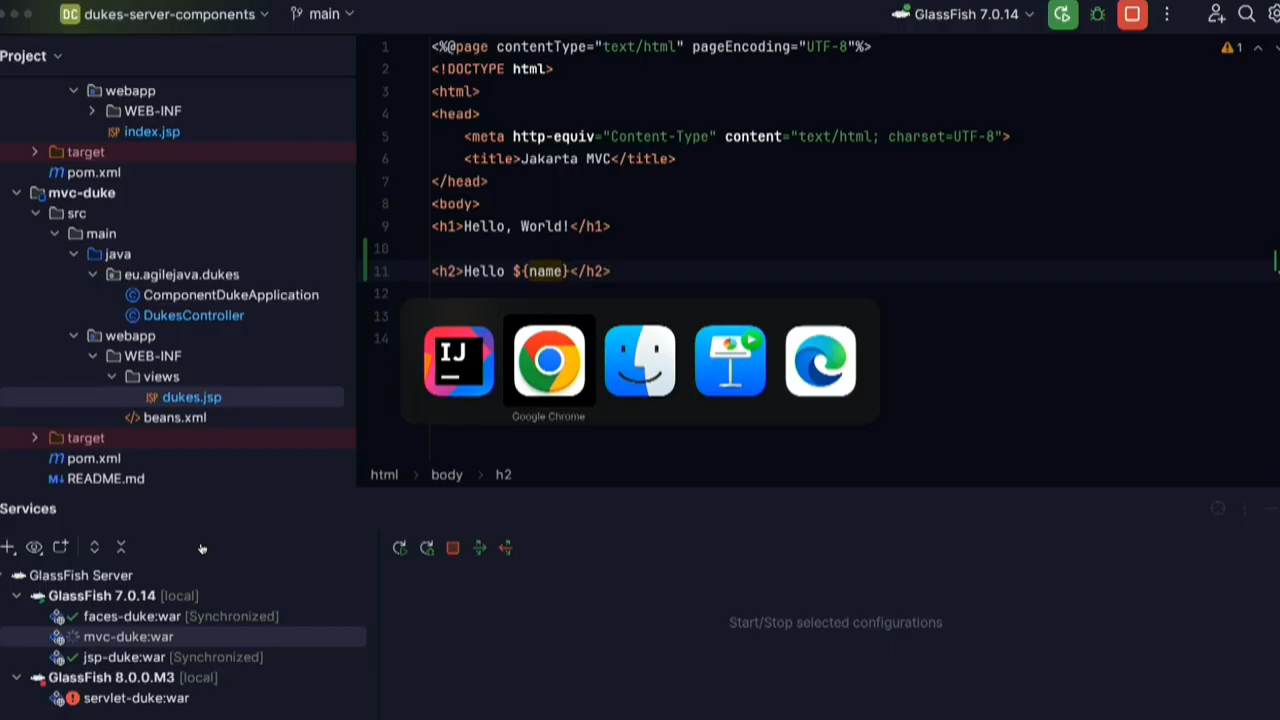 DC dukes-server-components main GlassFish 7.0.14
Project
webapp
WEB-INF
JSP index.jsp
target
m pom.xml
mvc-duke
src
main
java
eu.agilejava.dukes
ComponentDukeApplication
DukesController
webapp
WEB-INF
views
JSP dukes.jsp
</> beans.xml
target
m pom.xml
M↓ README.md
1 <%@page contentType="text/html" pageEncoding="UTF-8"%>
2 <!DOCTYPE html>
3 <html>
4 <head>
5 <meta http-equiv="Content-Type" content="text/html; charset=UTF-8">
6 <title>Jakarta MVC</title>
7 </head>
8 <body>
9 <h1>Hello, World!</h1>
10
11 <h2>Hello ${name}</h2>
12
13
14
1
IJ
Google Chrome
html > body > h2
Services
GlassFish Server
GlassFish 7.0.14 [local]
faces-duke:war [Synchronized]
mvc-duke:war
jsp-duke:war [Synchronized]
GlassFish 8.0.0.M3 [local]
servlet-duke:war
Start/Stop selected configurations